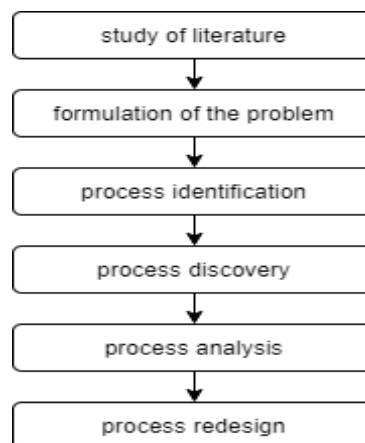 study of literature
formulation of the problem
process identification
process discovery
process analysis
process redesign